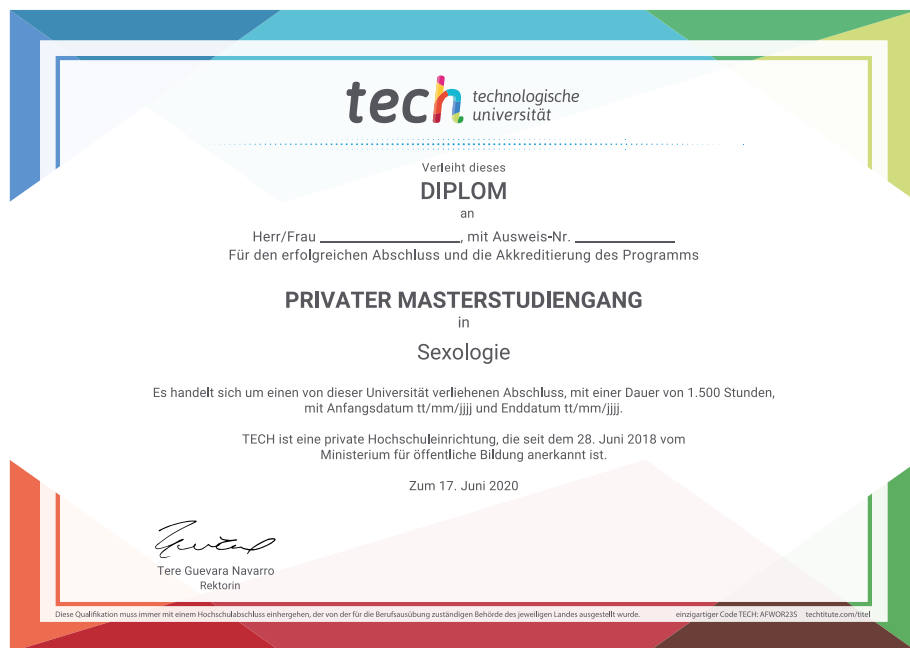 tech technologische
universität
Verleiht dieses
DIPLOM
an
Herr/Frau ____________________, mit Ausweis-Nr. ______________
Für den erfolgreichen Abschluss und die Akkreditierung des Programms
PRIVATER MASTERSTUDIENGANG
in
Sexologie
Es handelt sich um einen von dieser Universität verliehenen Abschluss, mit einer Dauer von 1.500 Stunden,
mit Anfangsdatum tt/mm/jjjj und Enddatum tt/mm/jjjj.
TECH ist eine private Hochschuleinrichtung, die seit dem 28. Juni 2018 vom
Ministerium für öffentliche Bildung anerkannt ist.
Zum 17. Juni 2020
Tere Guevara Navarro
Rektorin
Diese Qualifikation muss immer mit einem Hochschulabschluss einhergehen, der von der für die Berufsausübung zuständigen Behörde des jeweiligen Landes ausgestellt wurde. einzigartiger Code TECH: AFWOR23S techtitute.com/titel